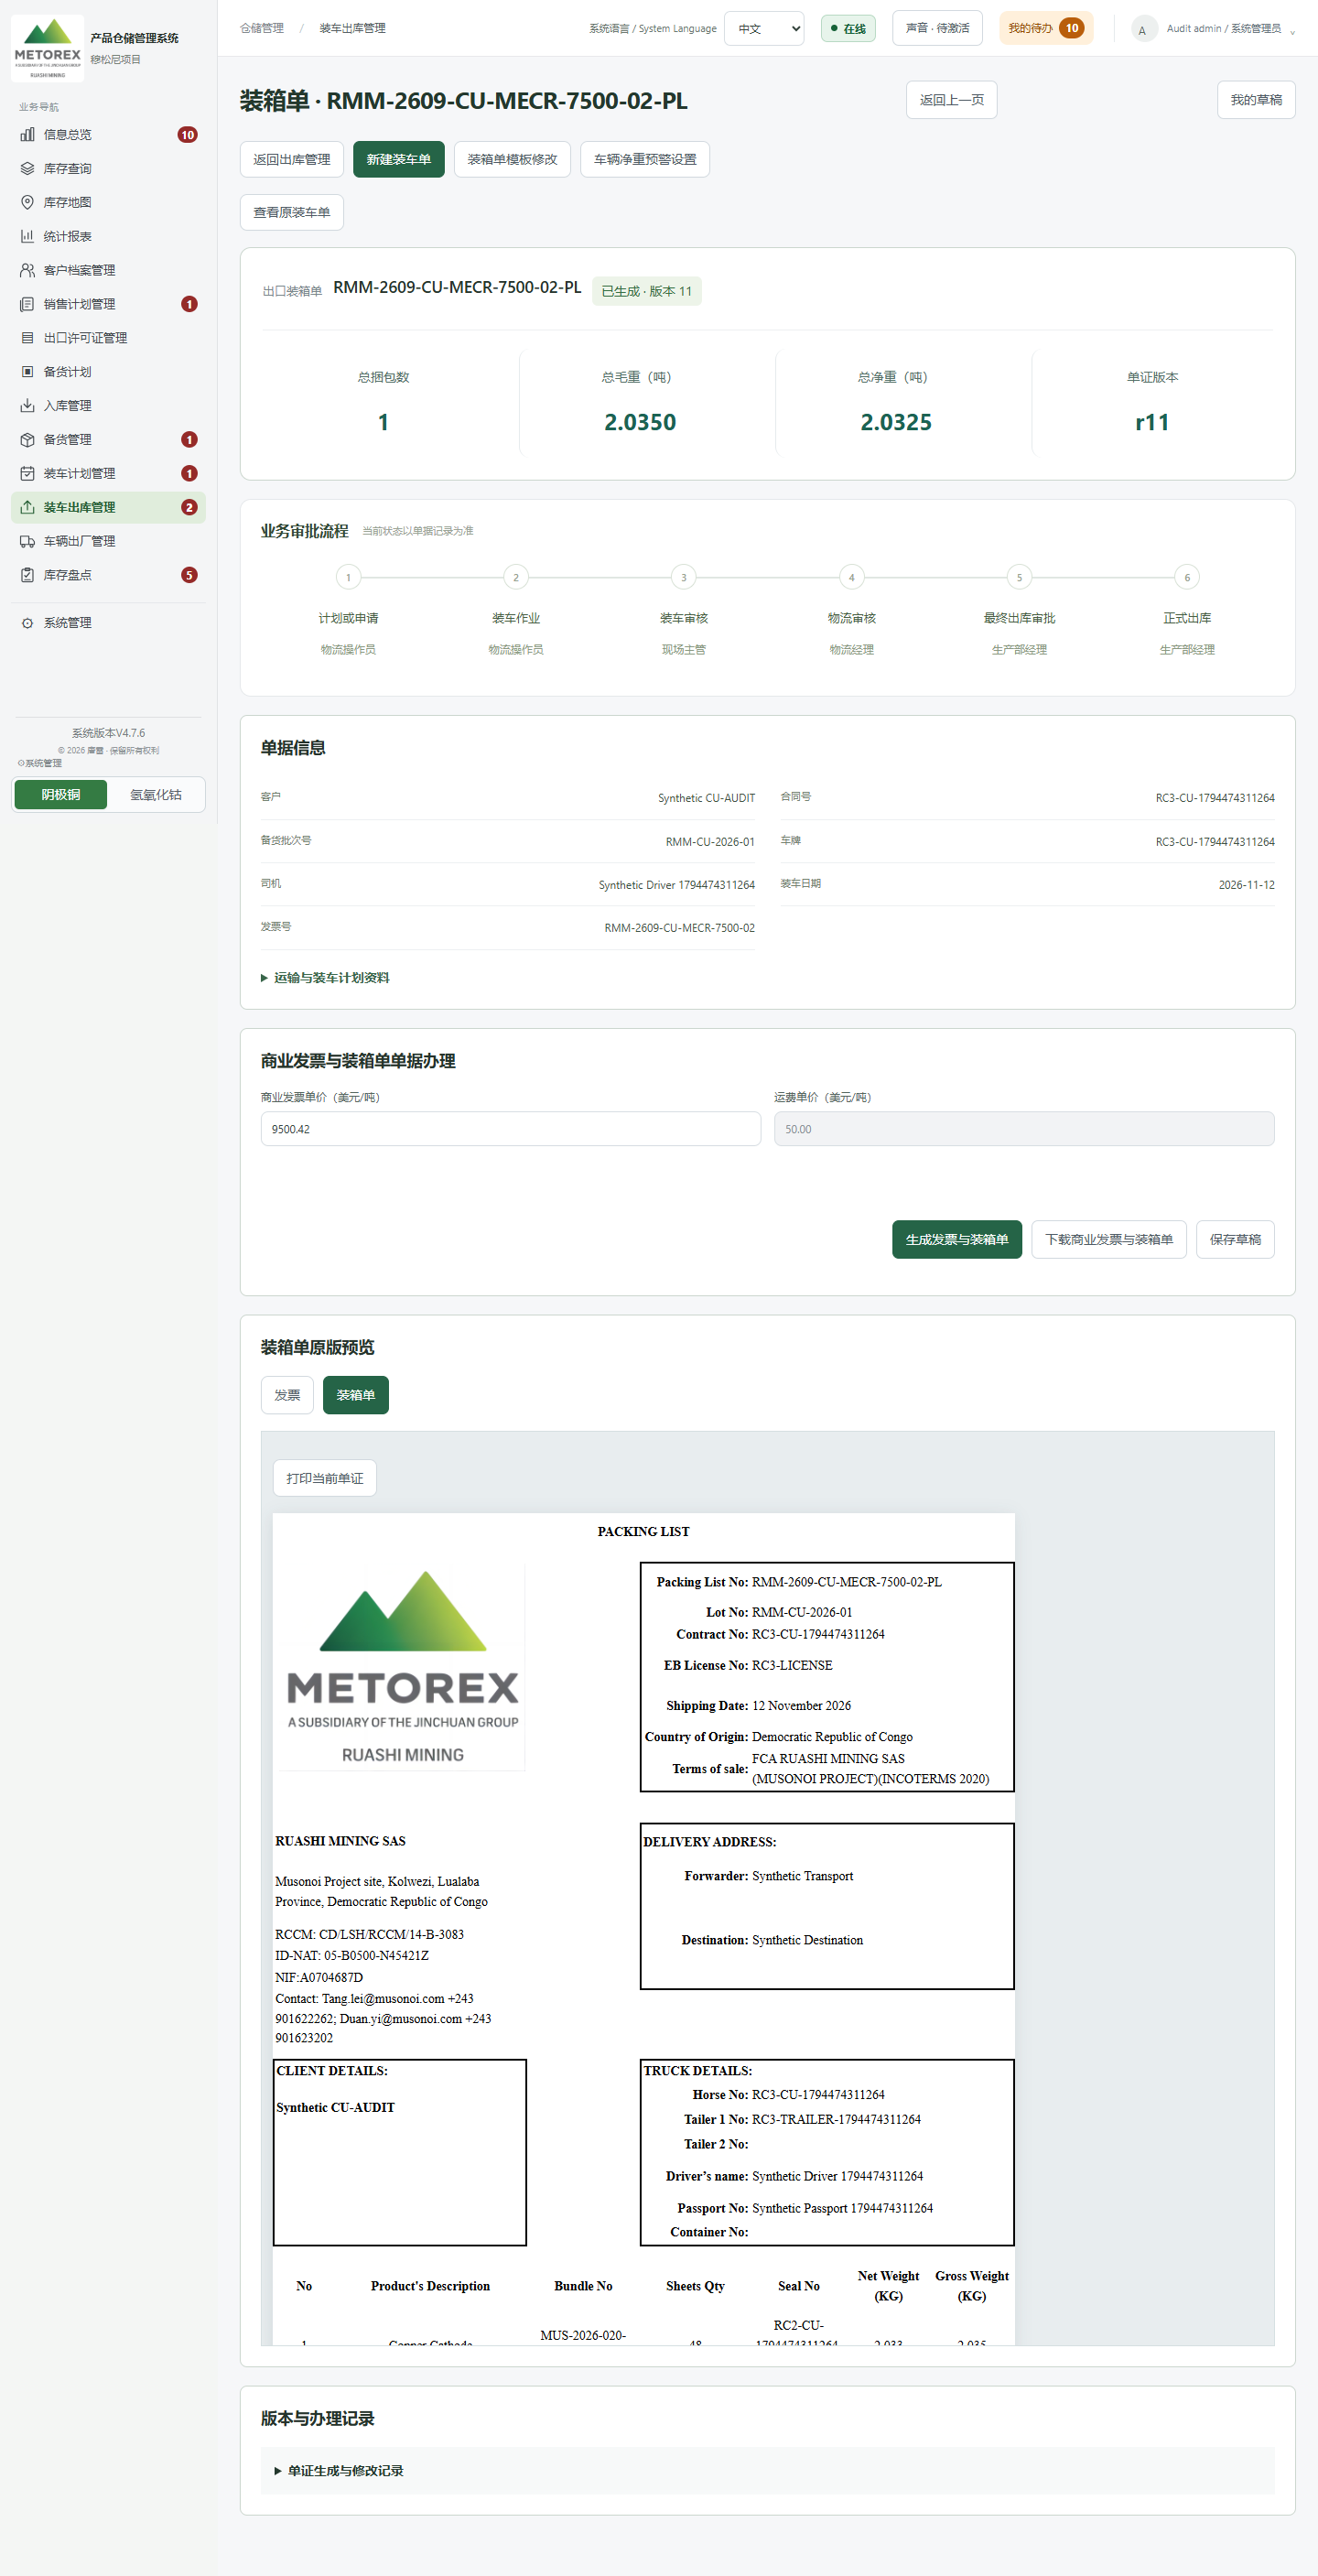 METOREX
A SUBSIDIARY OF THE JINCHUAN GROUP
RUASHI MINING
产品仓储管理系统
穆松尼项目
业务导航
信息总览 10
库存查询
库存地图
统计报表
客户档案管理
销售计划管理 1
出口许可证管理
备货计划
入库管理
备货管理 1
装车计划管理 1
装车出库管理 2
车辆出厂管理
库存盘点 5
系统管理
系统版本V4.7.6
© 2026 唐雷 · 保留所有权利
系统管理
阴极铜 氢氧化钴
仓储管理 / 装车出库管理
系统语言 / System Language 中文 在线 声音 · 待激活 我的待办 10 A Audit admin / 系统管理员
装箱单 · RMM-2609-CU-MECR-7500-02-PL
返回上一页 我的草稿
返回出库管理 新建装车单 装箱单模板修改 车辆净重预警设置
查看原装车单
出口装箱单 RMM-2609-CU-MECR-7500-02-PL 已生成 · 版本 11
总捆包数 总毛重（吨） 总净重（吨） 单证版本
1 2.0350 2.0325 r11
业务审批流程 当前状态以单据记录为准
1 2 3 4 5 6
计划或申请 装车作业 装车审核 物流审核 最终出库审批 正式出库
物流操作员 物流操作员 现场主管 物流经理 生产部经理 生产部经理
单据信息
客户 Synthetic CU-AUDIT 合同号 RC3-CU-1794474311264
备货批次号 RMM-CU-2026-01 车牌 RC3-CU-1794474311264
司机 Synthetic Driver 1794474311264 装车日期 2026-11-12
发票号 RMM-2609-CU-MECR-7500-02
运输与装车计划资料
商业发票与装箱单单据办理
商业发票单价（美元/吨） 运费单价（美元/吨）
9500.42 50.00
生成发票与装箱单 下载商业发票与装箱单 保存草稿
装箱单原版预览
发票 装箱单
打印当前单证
PACKING LIST
METOREX
A SUBSIDIARY OF THE JINCHUAN GROUP
RUASHI MINING
Packing List No: RMM-2609-CU-MECR-7500-02-PL
Lot No: RMM-CU-2026-01
Contract No: RC3-CU-1794474311264
EB License No: RC3-LICENSE
Shipping Date: 12 November 2026
Country of Origin: Democratic Republic of Congo
Terms of sale: FCA RUASHI MINING SAS
(MUSONOI PROJECT)(INCOTERMS 2020)
RUASHI MINING SAS
Musonoi Project site, Kolwezi, Lualaba
Province, Democratic Republic of Congo
RCCM: CD/LSH/RCCM/14-B-3083
ID-NAT: 05-B0500-N45421Z
NIF:A0704687D
Contact: Tang.lei@musonoi.com +243
901622262; Duan.yi@musonoi.com +243
901623202
DELIVERY ADDRESS:
Forwarder: Synthetic Transport
Destination: Synthetic Destination
CLIENT DETAILS:
Synthetic CU-AUDIT
TRUCK DETAILS:
Horse No: RC3-CU-1794474311264
Tailer 1 No: RC3-TRAILER-1794474311264
Tailer 2 No:
Driver's name: Synthetic Driver 1794474311264
Passport No: Synthetic Passport 1794474311264
Container No:
No Product's Description Bundle No Sheets Qty Seal No Net Weight (KG) Gross Weight (KG)
1 Copper Cathode MUS-2026-020- 48 RC2-CU-
1794474311264 2,033 2,035
版本与办理记录
单证生成与修改记录